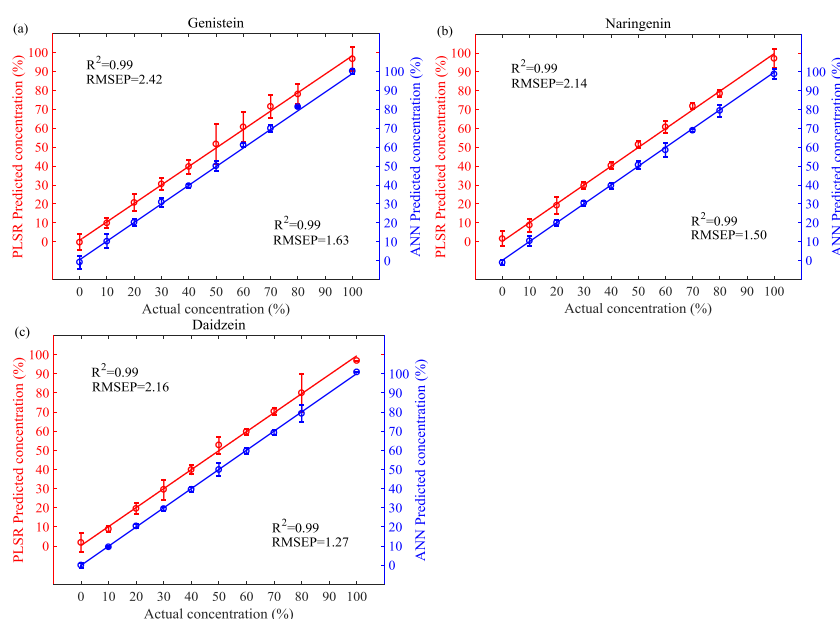 Genistein
(a)
R²=0.99
RMSEP=2.42
R²=0.99
RMSEP=1.63
PLSR Predicted concentration (%)
100
90
80
70
60
50
40
30
20
10
0
ANN Predicted concentration (%)
100
90
80
70
60
50
40
30
20
10
0
0 10 20 30 40 50 60 70 80 90 100
Actual concentration (%)
Naringenin
(b)
R²=0.99
RMSEP=2.14
R²=0.99
RMSEP=1.50
PLSR Predicted concentration (%)
100
90
80
70
60
50
40
30
20
10
0
ANN Predicted concentration (%)
100
90
80
70
60
50
40
30
20
10
0
0 10 20 30 40 50 60 70 80 90 100
Actual concentration (%)
Daidzein
(c)
R²=0.99
RMSEP=2.16
R²=0.99
RMSEP=1.27
PLSR Predicted concentration (%)
100
90
80
70
60
50
40
30
20
10
0
ANN Predicted concentration (%)
100
90
80
70
60
50
40
30
20
10
0
0 10 20 30 40 50 60 70 80 90 100
Actual concentration (%)